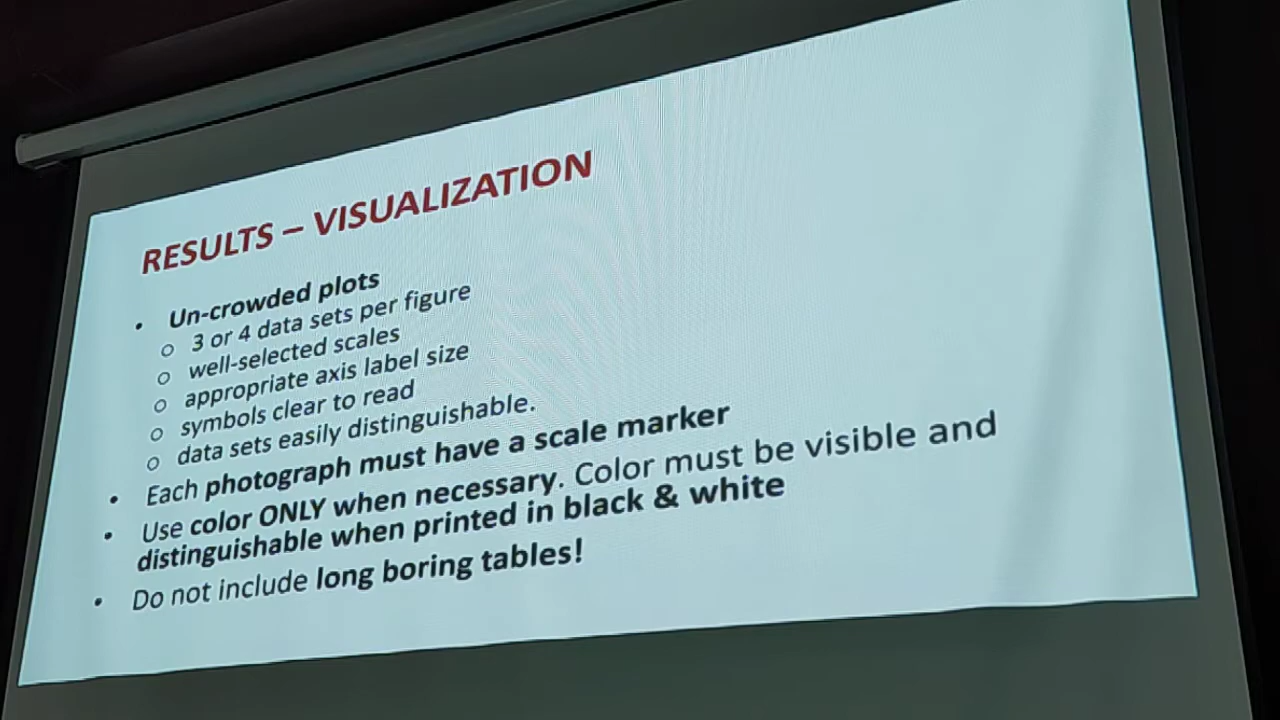 RESULTS – VISUALIZATION
• Un-crowded plots
o 3 or 4 data sets per figure
o well-selected scales
o appropriate axis label size
o symbols clear to read
o data sets easily distinguishable.
• Each photograph must have a scale marker
• Use color ONLY when necessary. Color must be visible and
distinguishable when printed in black & white
• Do not include long boring tables!